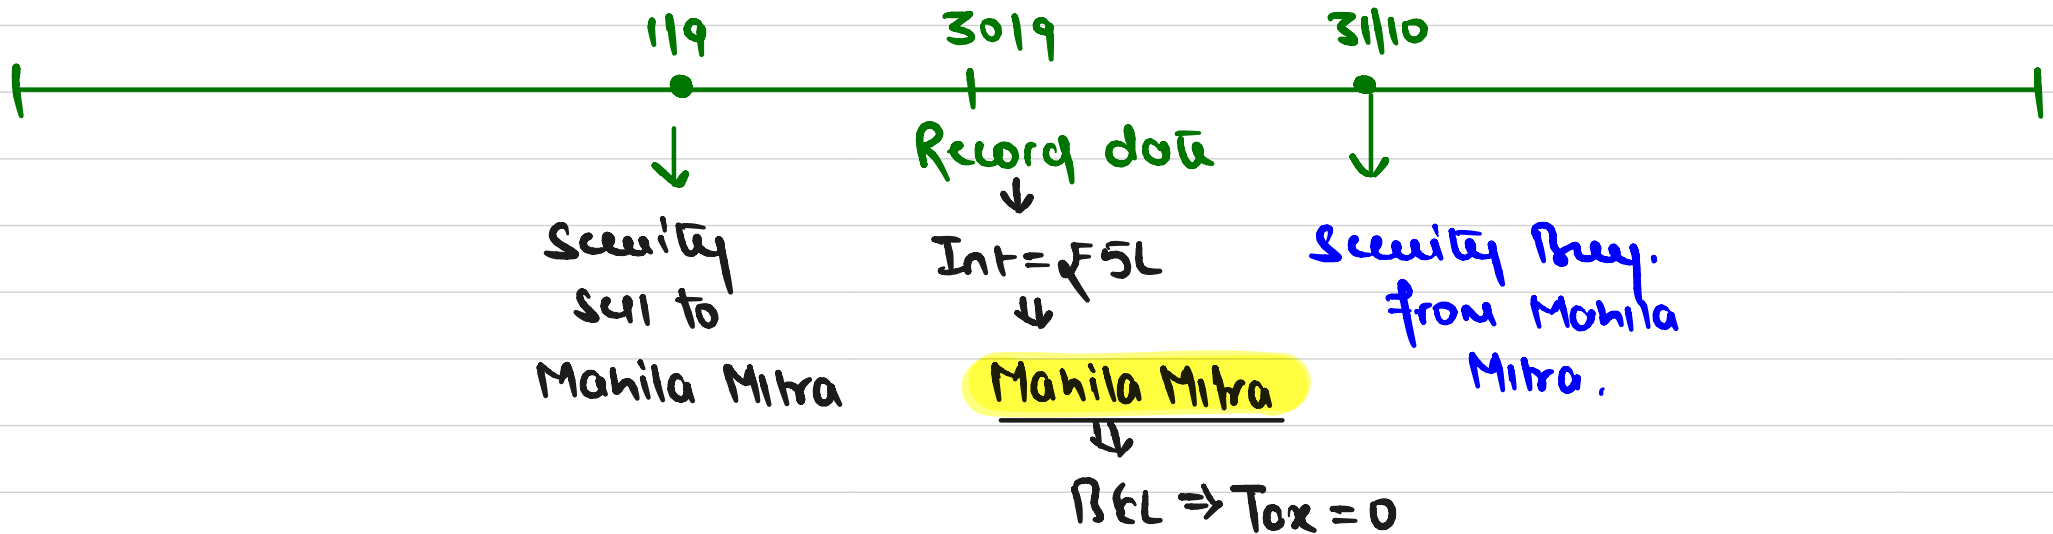 1/9 30/9 31/10
Record date
Security
Sell to
Mahila Mitra
Int = ₹5L
Mahila Mitra
BEL ⇒ Tax = 0
Security Buy.
from Mahila
Mitra.